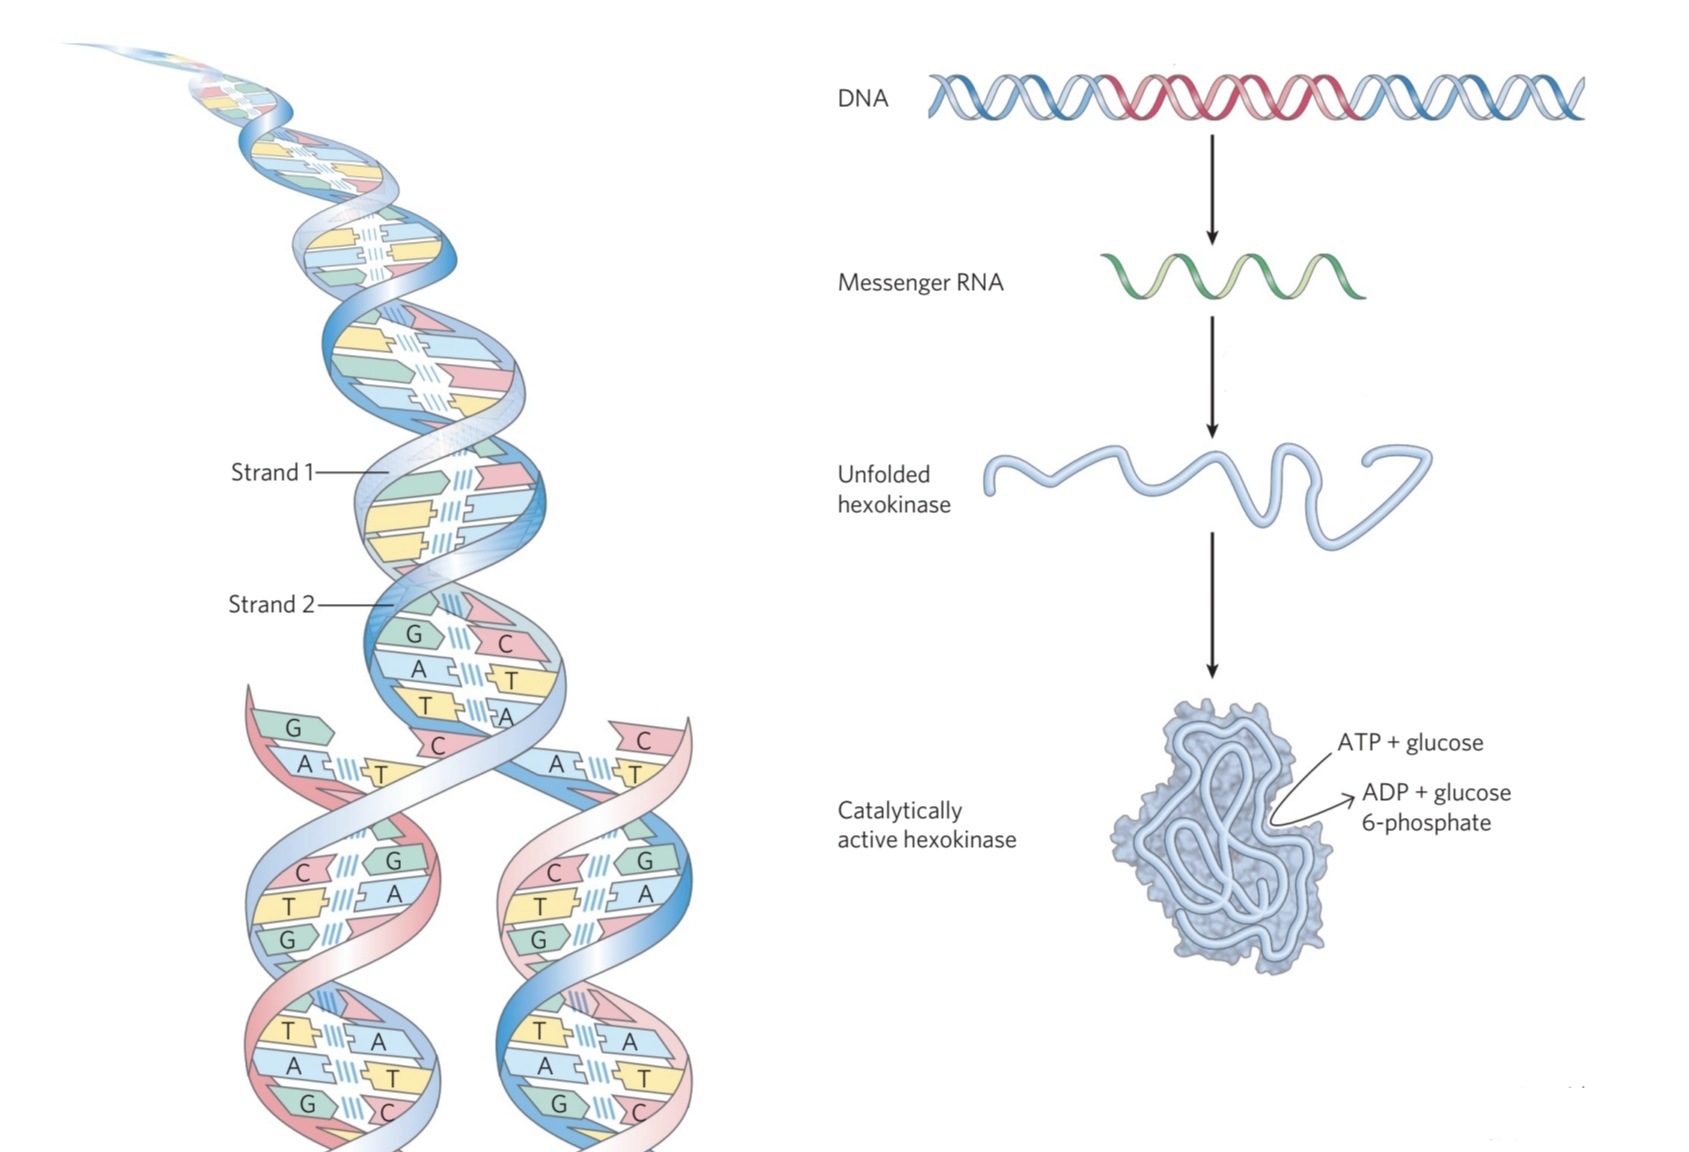 Strand 1
Strand 2
G C
A T
T A
G C C
A T A T
C G C G
T A T A
G G
T A T A
A T A T
G C G C
DNA
Messenger RNA
Unfolded
hexokinase
Catalytically
active hexokinase
ATP + glucose
ADP + glucose
6-phosphate